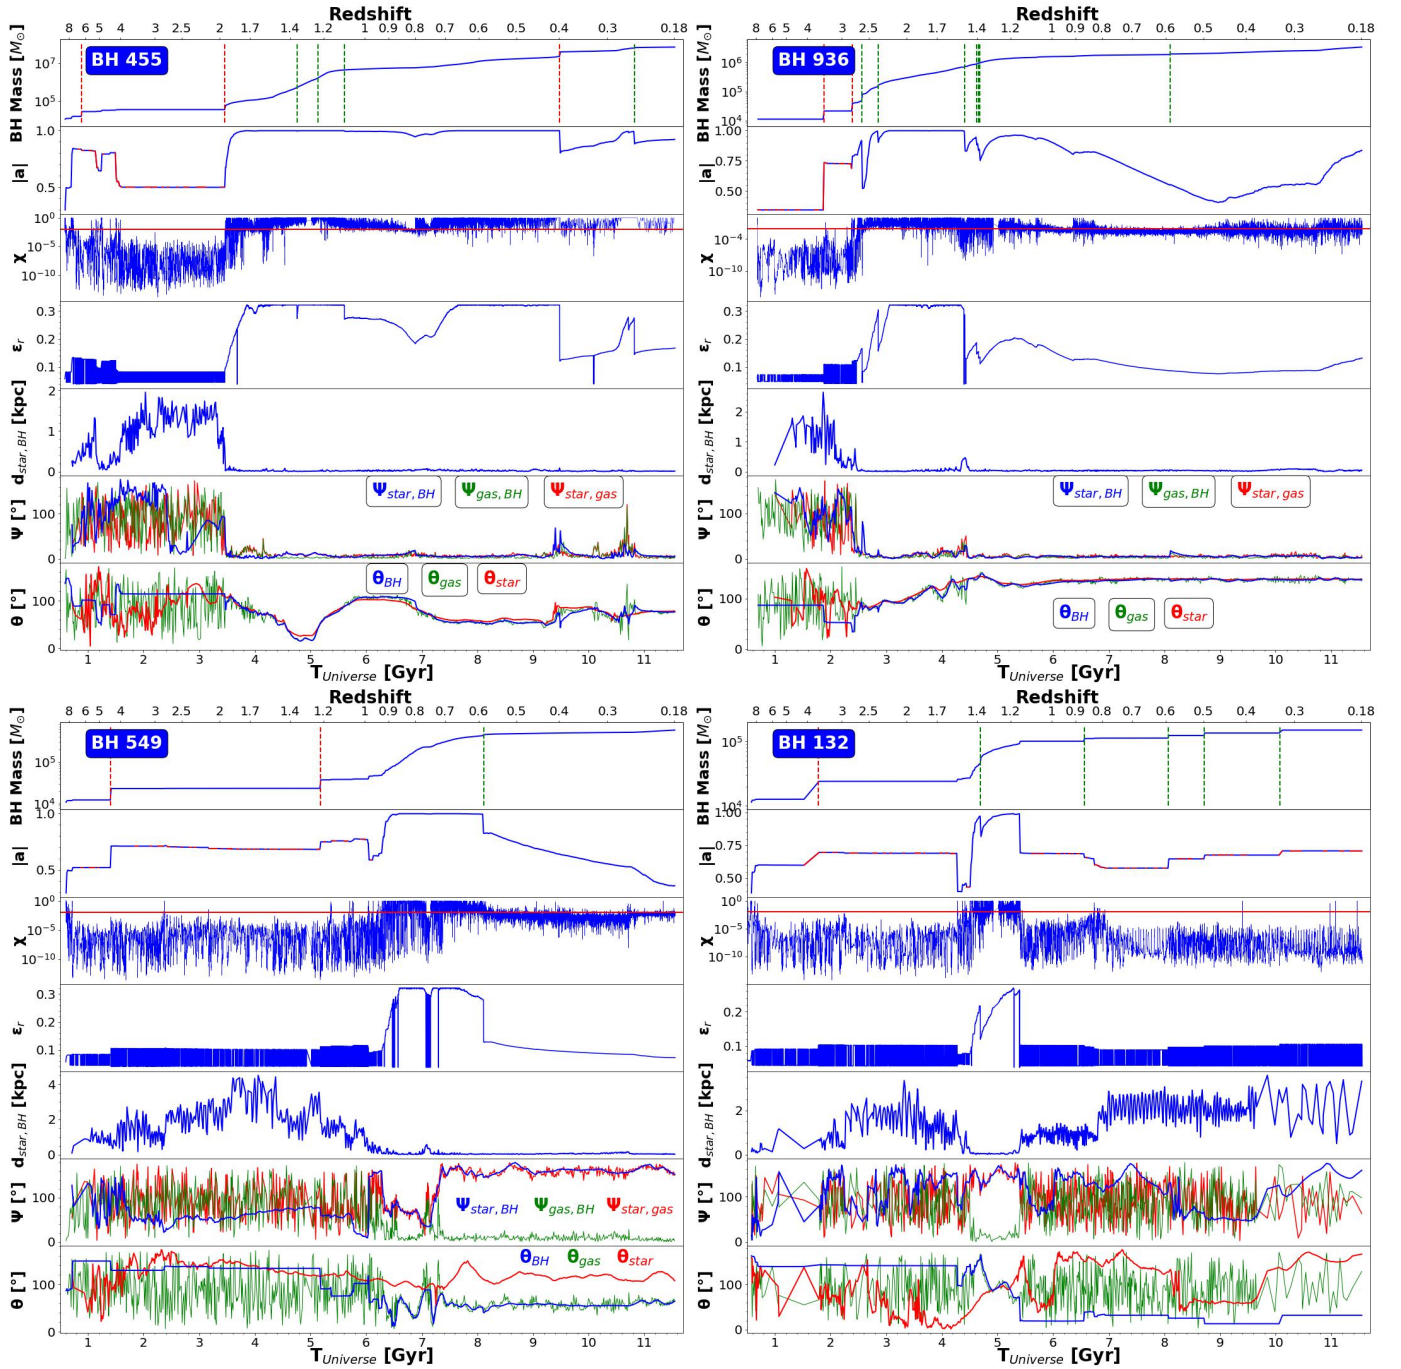 Redshift
8 6 5 4 3 2.5 2 1.7 1.4 1.2 1 0.9 0.8 0.7 0.6 0.5 0.4 0.3 0.18
BH 455
BH Mass [M⊙]
10⁷
10⁵
|a|
1.0
0.5
χ
10⁰
10⁻⁵
10⁻¹⁰
εr
0.3
0.2
0.1
dstar, BH [kpc]
2
1
0
Ψ [°]
100
0
Ψstar, BH Ψgas, BH Ψstar, gas
θ [°]
100
0
θBH θgas θstar
1 2 3 4 5 6 7 8 9 10 11
TUniverse [Gyr]
Redshift
8 6 5 4 3 2.5 2 1.7 1.4 1.2 1 0.9 0.8 0.7 0.6 0.5 0.4 0.3 0.18
BH 936
BH Mass [M⊙]
10⁶
10⁵
10⁴
|a|
1.00
0.75
0.50
χ
10⁻⁴
10⁻¹⁰
εr
0.3
0.2
0.1
dstar, BH [kpc]
2
1
0
Ψ [°]
100
0
Ψstar, BH Ψgas, BH Ψstar, gas
θ [°]
100
0
θBH θgas θstar
1 2 3 4 5 6 7 8 9 10 11
TUniverse [Gyr]
Redshift
8 6 5 4 3 2.5 2 1.7 1.4 1.2 1 0.9 0.8 0.7 0.6 0.5 0.4 0.3 0.18
BH 549
BH Mass [M⊙]
10⁵
10⁴
|a|
1.0
0.5
χ
10⁰
10⁻⁵
10⁻¹⁰
εr
0.3
0.2
0.1
dstar, BH [kpc]
4
2
0
Ψ [°]
100
0
Ψstar, BH Ψgas, BH Ψstar, gas
θ [°]
100
0
θBH θgas θstar
1 2 3 4 5 6 7 8 9 10 11
TUniverse [Gyr]
Redshift
8 6 5 4 3 2.5 2 1.7 1.4 1.2 1 0.9 0.8 0.7 0.6 0.5 0.4 0.3 0.18
BH 132
BH Mass [M⊙]
10⁵
10⁴
|a|
1.00
0.75
0.50
χ
10⁰
10⁻⁵
10⁻¹⁰
εr
0.2
0.1
dstar, BH [kpc]
2
0
Ψ [°]
100
0
θ [°]
100
0
1 2 3 4 5 6 7 8 9 10 11
TUniverse [Gyr]